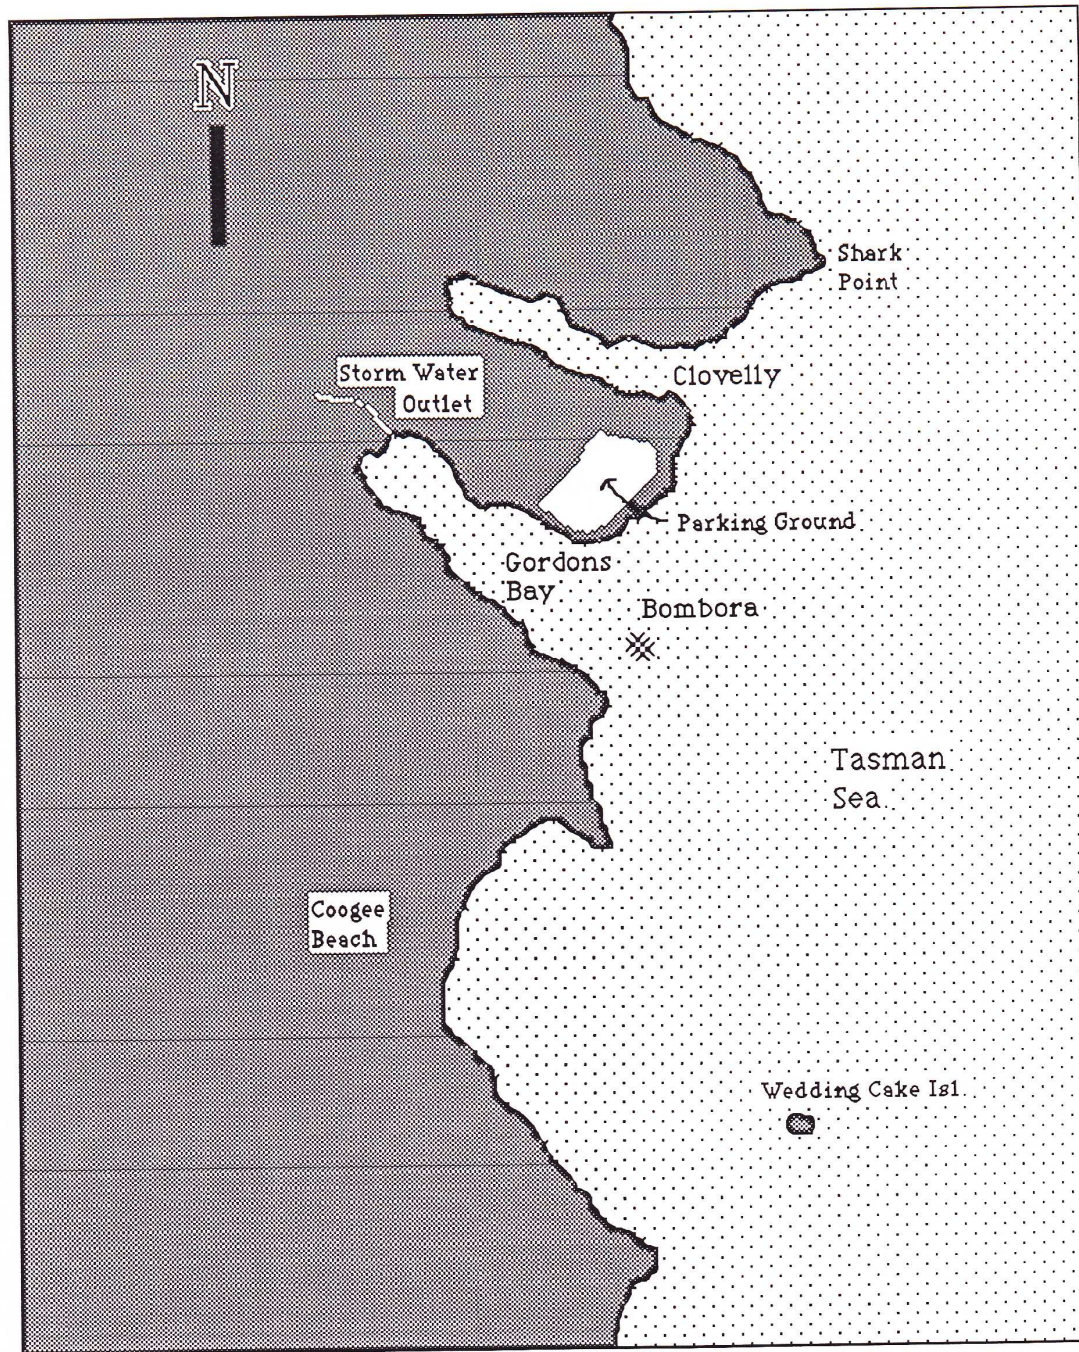 N
Shark
Point
Clovelly
Storm Water
Outlet
Parking Ground
Gordons
Bay
Bombora
Tasman
Sea
Coogee
Beach
Wedding Cake Isl